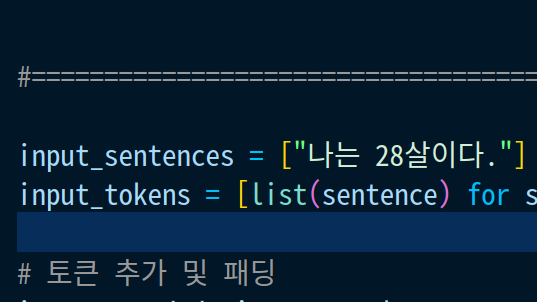 #===================================
input_sentences = ["나는 28살이다."]
input_tokens = [list(sentence) for s
# 토큰 추가 및 패딩